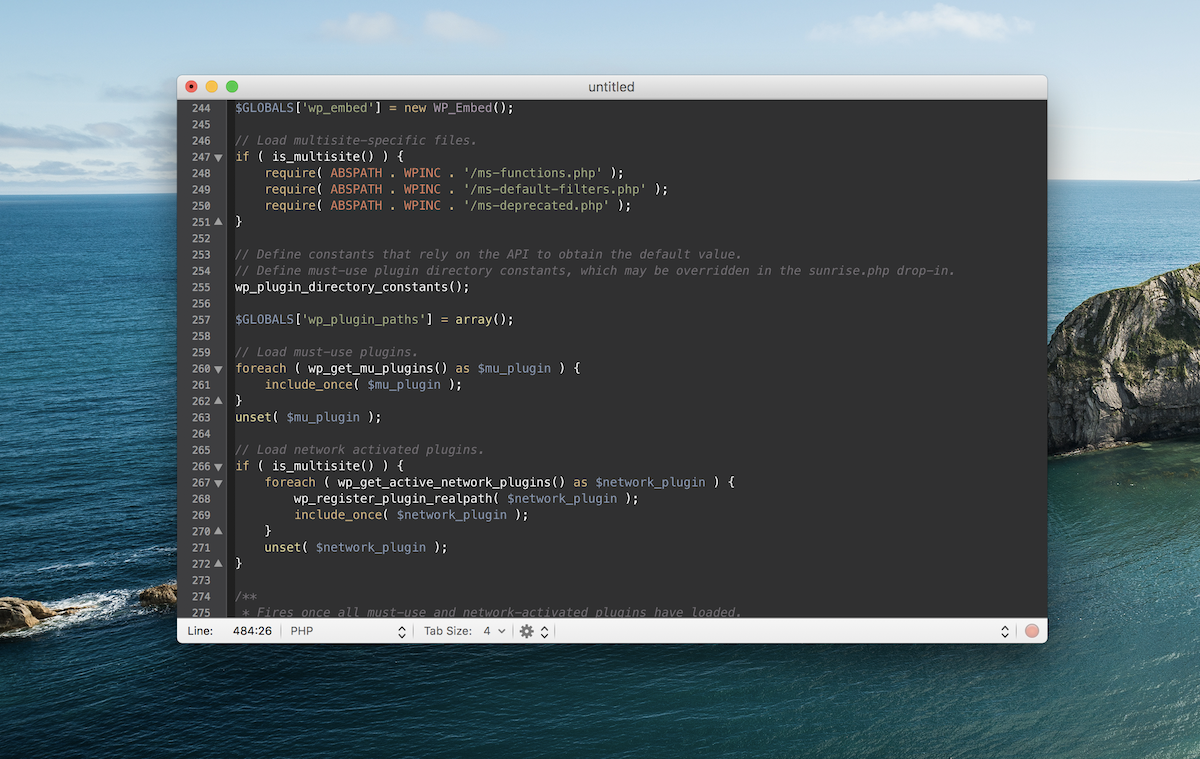 untitled
244 $GLOBALS['wp_embed'] = new WP_Embed();
245
246 // Load multisite-specific files.
247 if ( is_multisite() ) {
248     require( ABSPATH . WPINC . '/ms-functions.php' );
249     require( ABSPATH . WPINC . '/ms-default-filters.php' );
250     require( ABSPATH . WPINC . '/ms-deprecated.php' );
251 }
252
253 // Define constants that rely on the API to obtain the default value.
254 // Define must-use plugin directory constants, which may be overridden in the sunrise.php drop-in.
255 wp_plugin_directory_constants();
256
257 $GLOBALS['wp_plugin_paths'] = array();
258
259 // Load must-use plugins.
260 foreach ( wp_get_mu_plugins() as $mu_plugin ) {
261     include_once( $mu_plugin );
262 }
263 unset( $mu_plugin );
264
265 // Load network activated plugins.
266 if ( is_multisite() ) {
267     foreach ( wp_get_active_network_plugins() as $network_plugin ) {
268         wp_register_plugin_realpath( $network_plugin );
269         include_once( $network_plugin );
270     }
271     unset( $network_plugin );
272 }
273
274 /**
275  * Fires once all must-use and network-activated plugins have loaded.
Line: 484:26 PHP Tab Size: 4